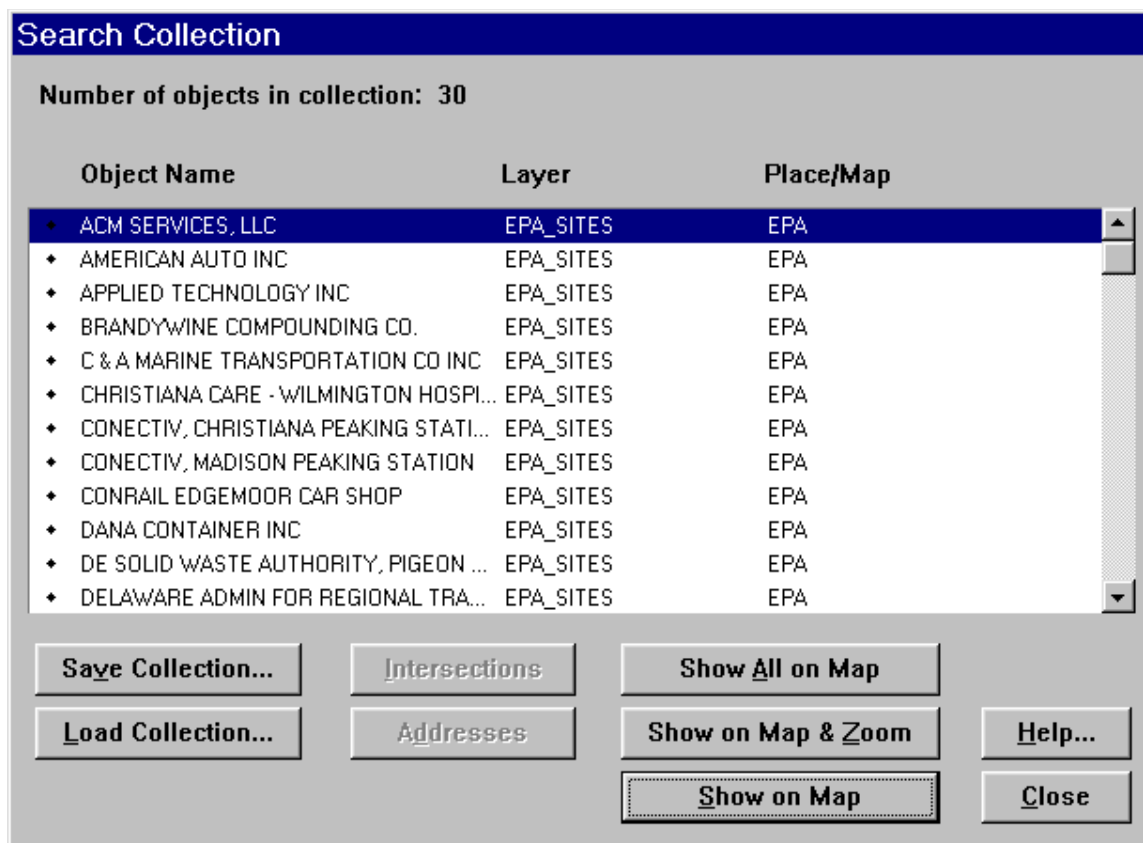 Search Collection
Number of objects in collection: 30
Object Name Layer Place/Map
ACM SERVICES, LLC EPA_SITES EPA
AMERICAN AUTO INC EPA_SITES EPA
APPLIED TECHNOLOGY INC EPA_SITES EPA
BRANDYWINE COMPOUNDING CO. EPA_SITES EPA
C & A MARINE TRANSPORTATION CO INC EPA_SITES EPA
CHRISTIANA CARE - WILMINGTON HOSPI... EPA_SITES EPA
CONECTIV, CHRISTIANA PEAKING STATI... EPA_SITES EPA
CONECTIV, MADISON PEAKING STATION EPA_SITES EPA
CONRAIL EDGEMOOR CAR SHOP EPA_SITES EPA
DANA CONTAINER INC EPA_SITES EPA
DE SOLID WASTE AUTHORITY, PIGEON ... EPA_SITES EPA
DELAWARE ADMIN FOR REGIONAL TRA... EPA_SITES EPA
Save Collection... Intersections Show All on Map
Load Collection... Addresses Show on Map & Zoom Help...
Show on Map Close